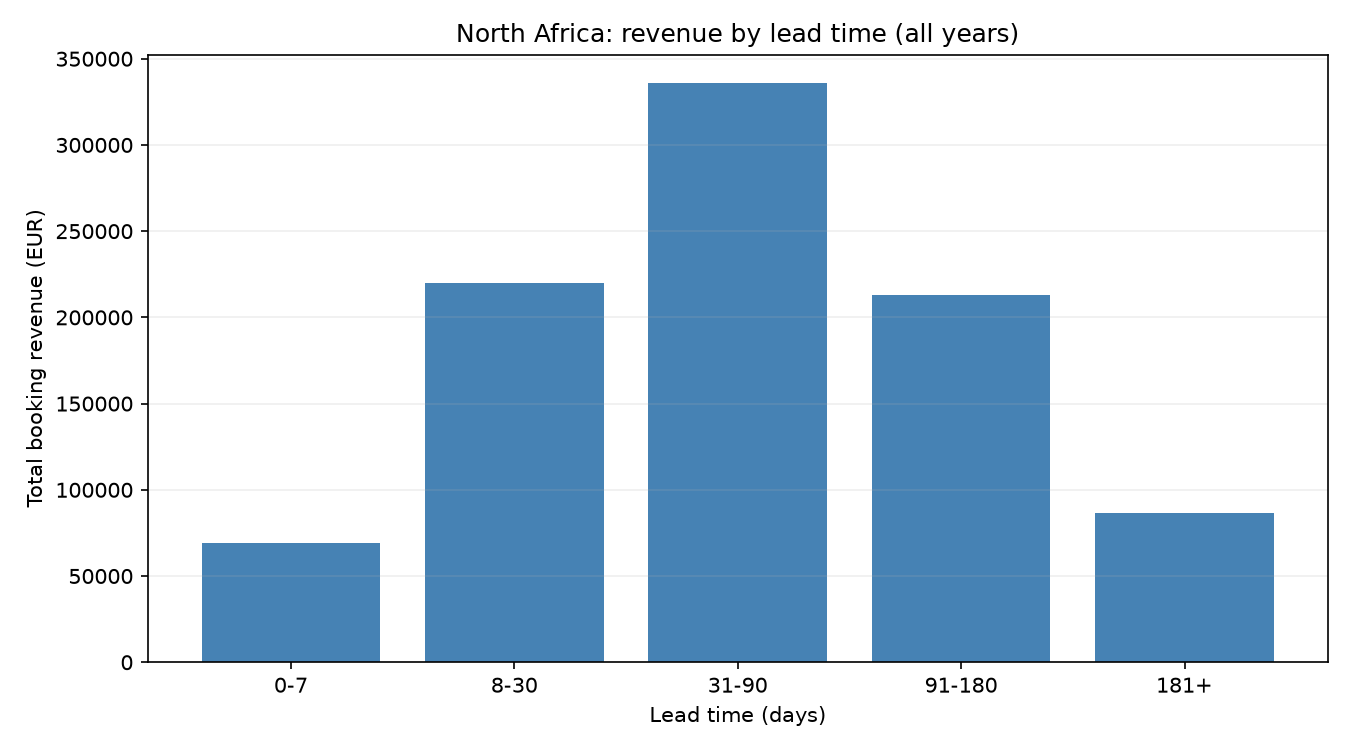 North Africa: revenue by lead time (all years)
Total booking revenue (EUR)
350000
300000
250000
200000
150000
100000
50000
0
0-7 8-30 31-90 91-180 181+
Lead time (days)